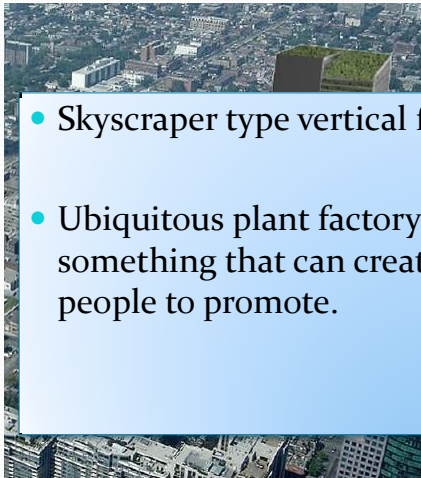 • Skyscraper type vertical
• Ubiquitous plant factory
something that can creat
people to promote.